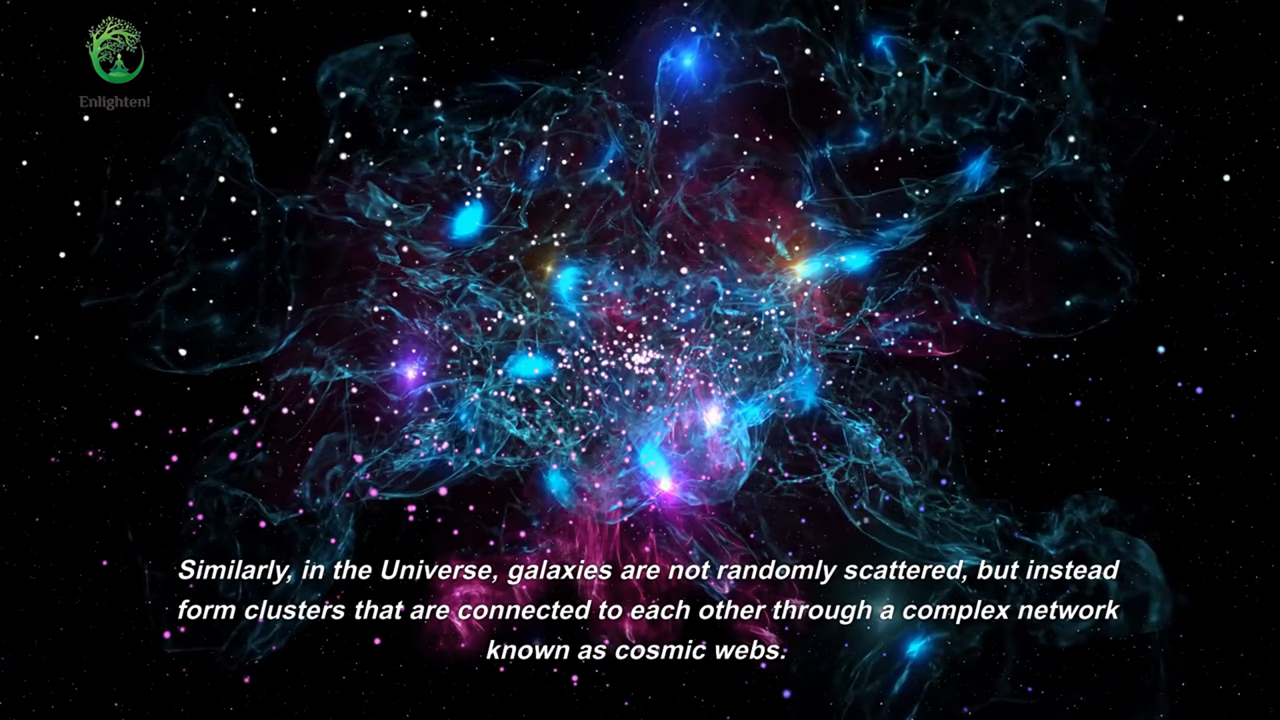 Enlighten!
Similarly, in the Universe, galaxies are not randomly scattered, but instead
form clusters that are connected to each other through a complex network
known as cosmic webs.